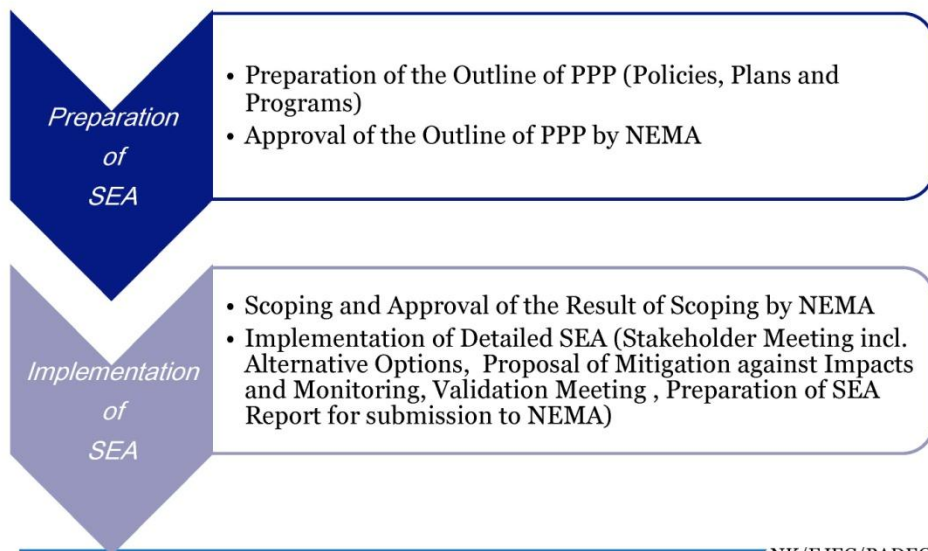 Preparation
of
SEA
• Preparation of the Outline of PPP (Policies, Plans and
Programs)
• Approval of the Outline of PPP by NEMA
Implementation
of
SEA
• Scoping and Approval of the Result of Scoping by NEMA
• Implementation of Detailed SEA (Stakeholder Meeting incl.
Alternative Options, Proposal of Mitigation against Impacts
and Monitoring, Validation Meeting , Preparation of SEA
Report for submission to NEMA)